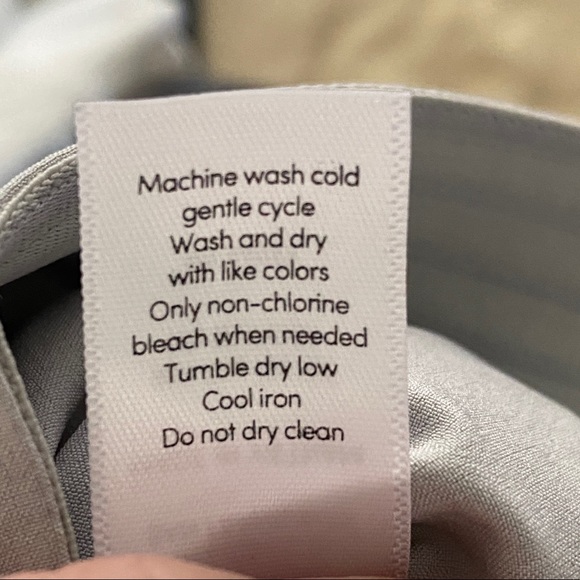 Machine wash cold
gentle cycle
Wash and dry
with like colors
Only non-chlorine
bleach when needed
Tumble dry low
Cool iron
Do not dry clean